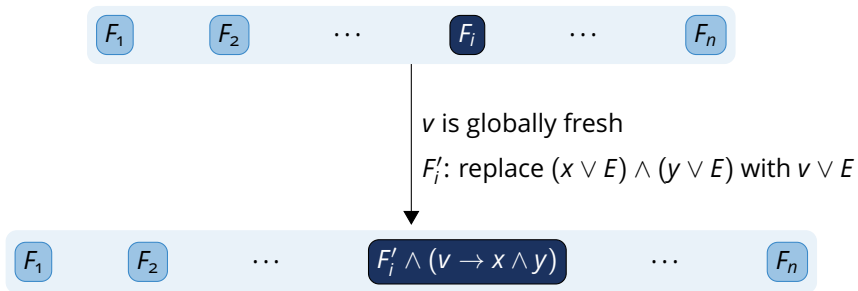 F₁ F₂ ⋯ Fᵢ ⋯ Fₙ
v is globally fresh
Fᵢ′: replace (x ∨ E) ∧ (y ∨ E) with v ∨ E
F₁ F₂ ⋯ Fᵢ′ ∧ (v → x ∧ y) ⋯ Fₙ